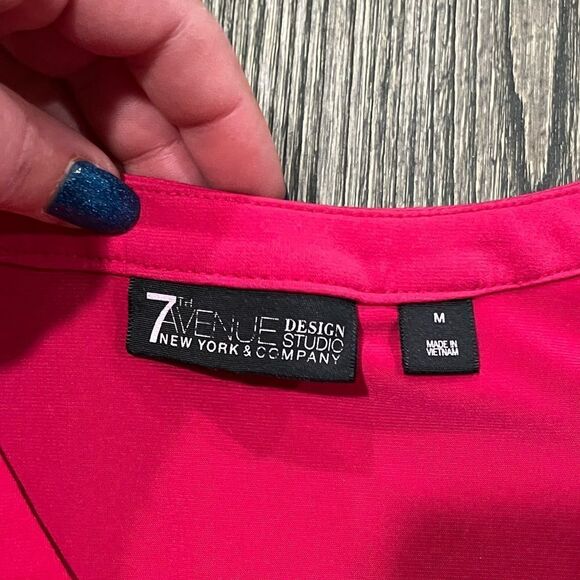 7TH AVENUE DESIGN STUDIO
NEW YORK & COMPANY
M
MADE IN
VIETNAM